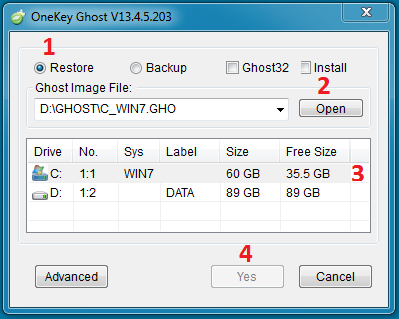 OneKey Ghost V13.4.5.203
1
Restore Backup Ghost32 Install
Ghost Image File: 2
D:\GHOST\C_WIN7.GHO Open
Drive No. Sys Label Size Free Size
C: 1:1 WIN7 60 GB 35.5 GB 3
D: 1:2 DATA 89 GB 89 GB
4
Advanced Yes Cancel